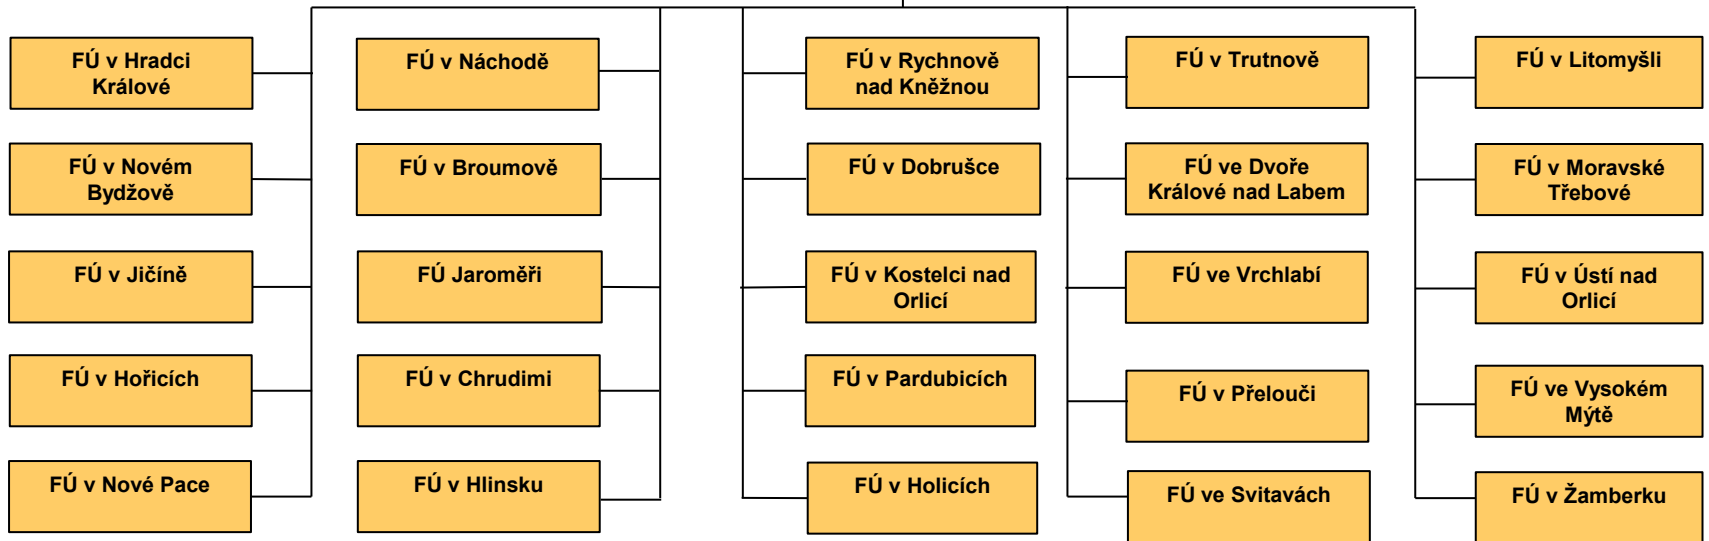 FÚ v Hradci
Králové
FÚ v Náchodě
FÚ v Rychnově
nad Kněžnou
FÚ v Trutnově
FÚ v Litomyšli
FÚ v Novém
Bydžově
FÚ v Broumově
FÚ v Dobrušce
FÚ ve Dvoře
Králové nad Labem
FÚ v Moravské
Třebové
FÚ v Jičíně
FÚ Jaroměři
FÚ v Kostelci nad
Orlicí
FÚ ve Vrchlabí
FÚ v Ústí nad
Orlicí
FÚ v Hořicích
FÚ v Chrudimi
FÚ v Pardubicích
FÚ v Přelouči
FÚ ve Vysokém
Mýtě
FÚ v Nové Pace
FÚ v Hlinsku
FÚ v Holicích
FÚ ve Svitavách
FÚ v Žamberku